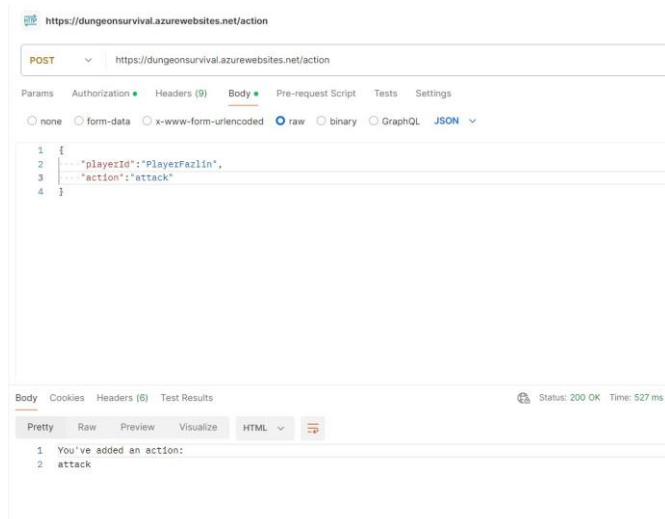 HTTP https://dungeonsurvival.azurewebsites.net/action
POST https://dungeonsurvival.azurewebsites.net/action
Params Authorization Headers (9) Body Pre-request Script Tests Settings
none form-data x-www-form-urlencoded raw binary GraphQL JSON
1 {
2 "playerId":"PlayerFazlin",
3 "action":"attack"
4 }
Body Cookies Headers (6) Test Results Status: 200 OK Time: 527 ms
Pretty Raw Preview Visualize HTML
1 You've added an action:
2 attack